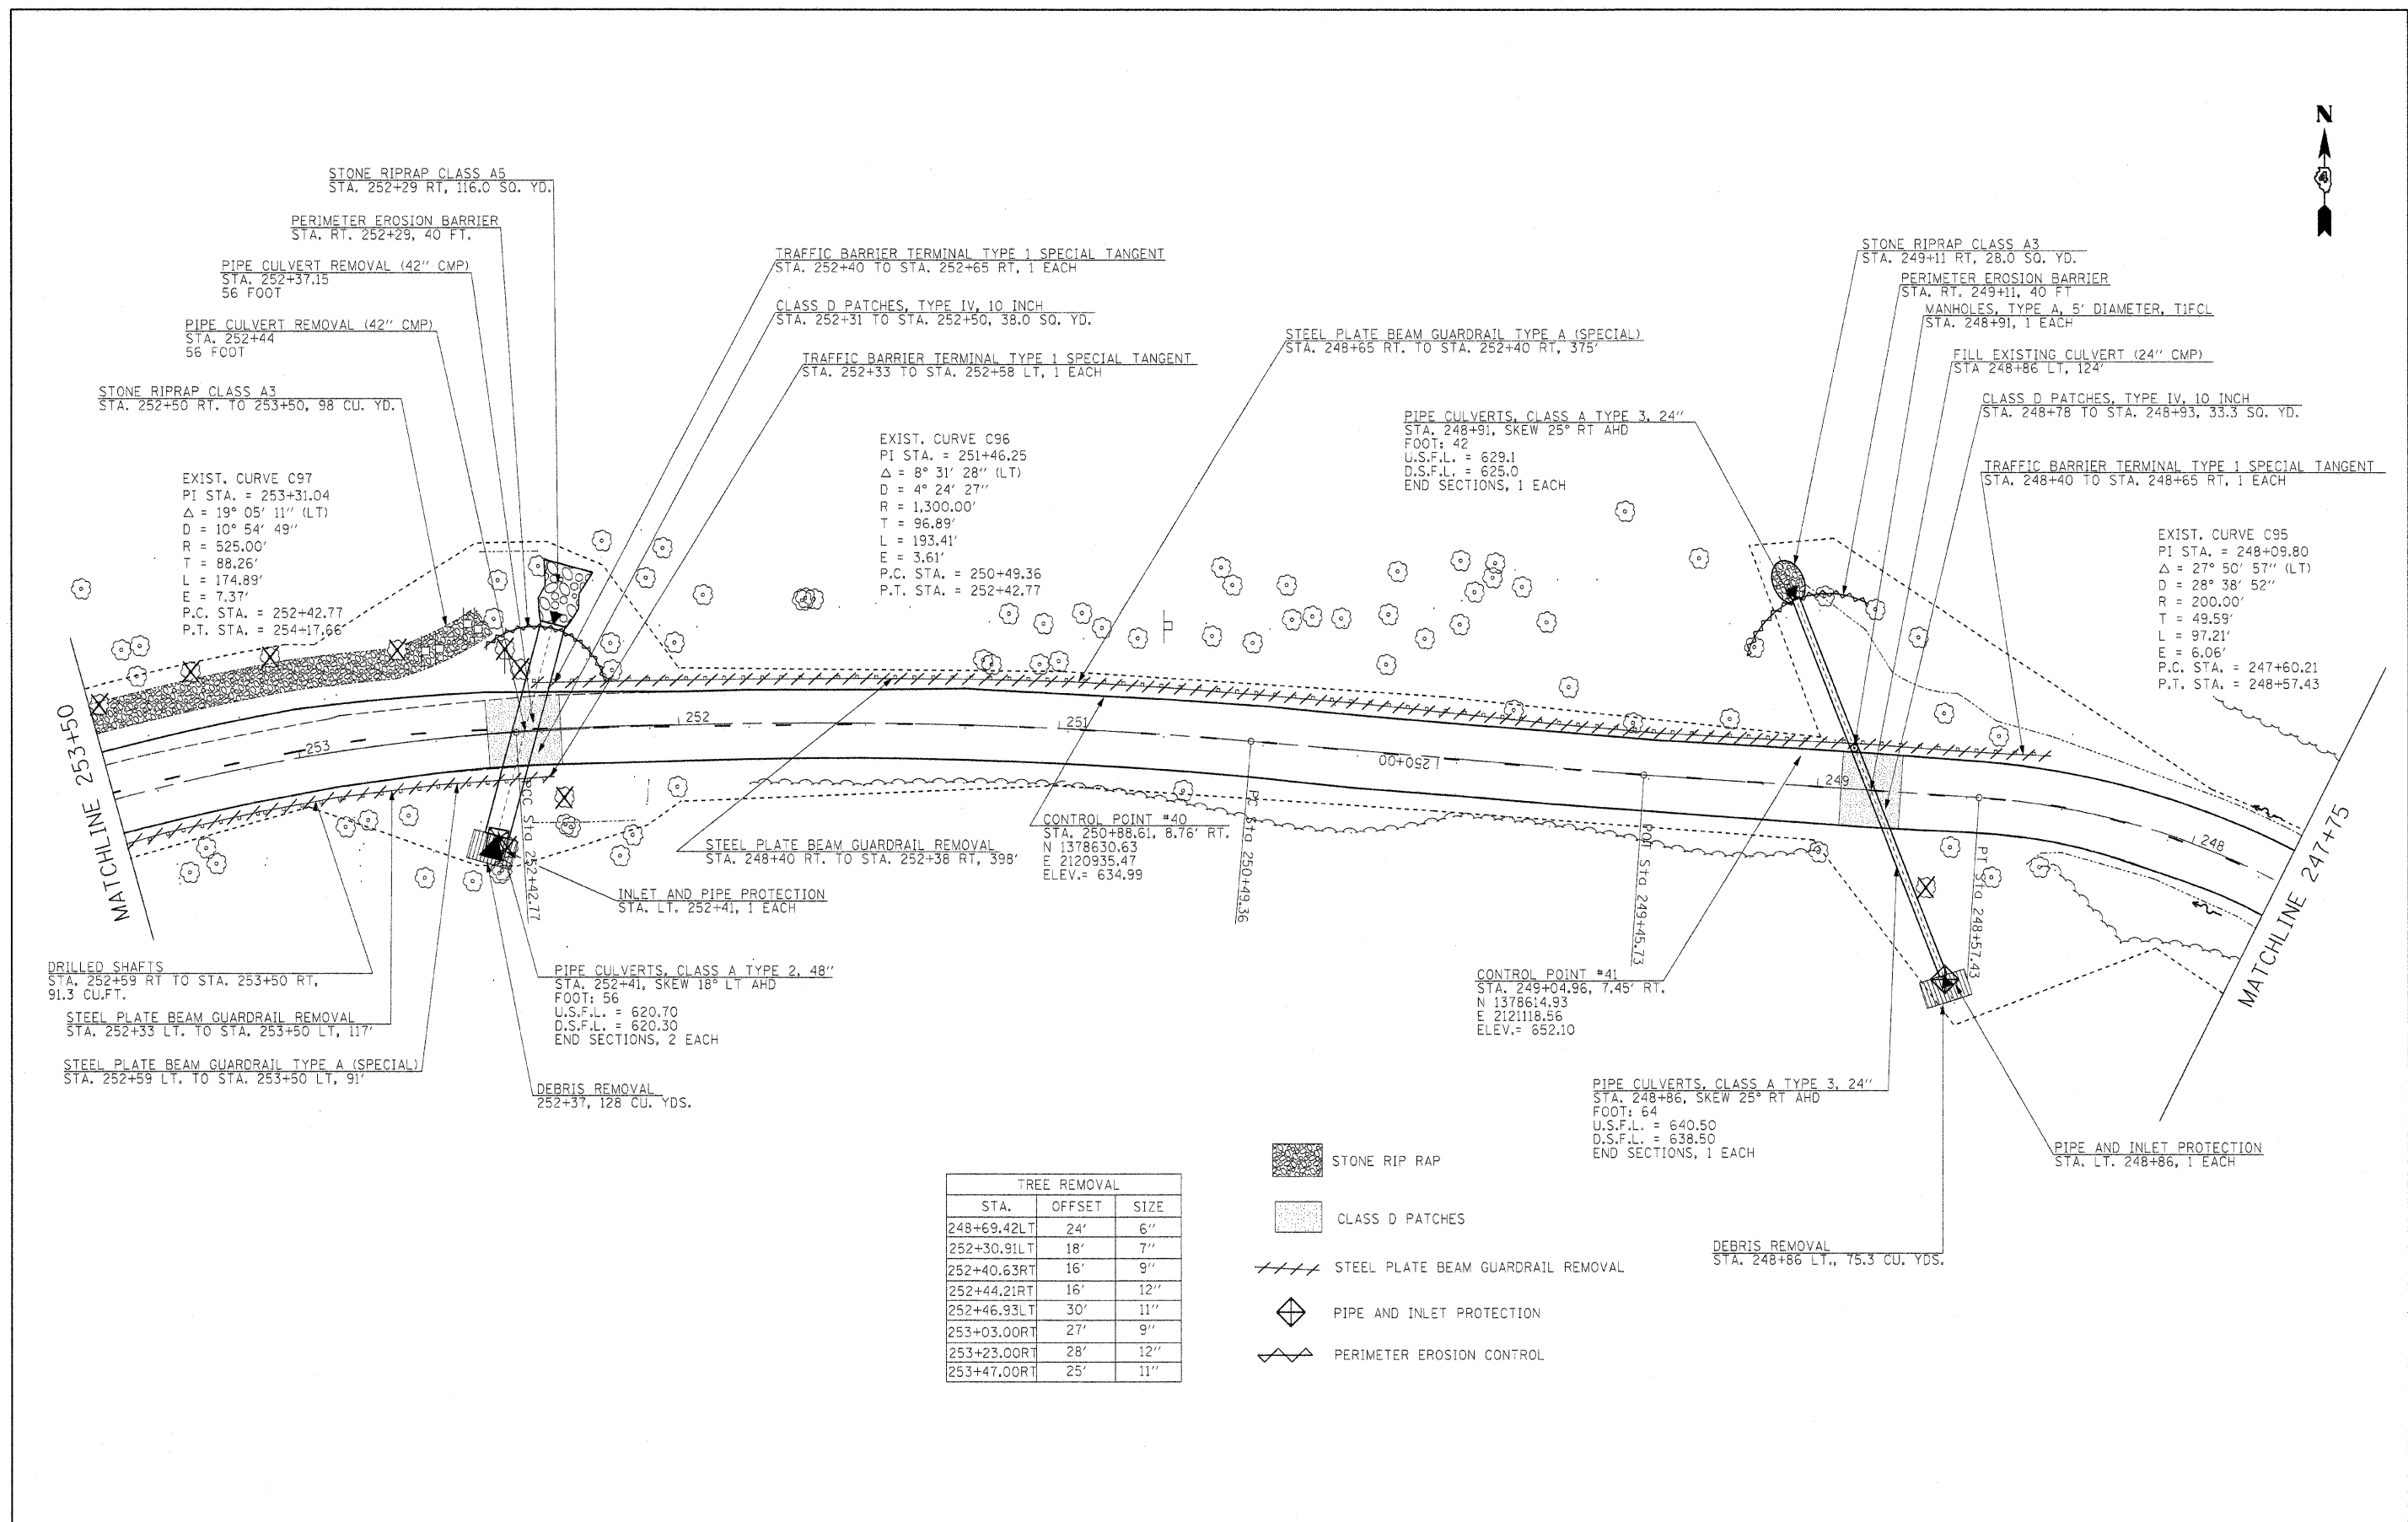 N
4
STONE RIPRAP CLASS A5
STA. 252+29 RT, 116.0 SQ. YD.
PERIMETER EROSION BARRIER
STA. RT. 252+29, 40 FT.
PIPE CULVERT REMOVAL (42" CMP)
STA. 252+37.15
56 FOOT
PIPE CULVERT REMOVAL (42" CMP)
STA. 252+44
56 FOOT
STONE RIPRAP CLASS A3
STA. 252+50 RT. TO 253+50, 98 CU. YD.
EXIST. CURVE C97
PI STA. = 253+31.04
Δ = 19° 05' 11" (LT)
D = 10° 54' 49"
R = 525.00'
T = 88.26'
L = 174.89'
E = 7.37'
P.C. STA. = 252+42.77
P.T. STA. = 254+17.66
TRAFFIC BARRIER TERMINAL TYPE 1 SPECIAL TANGENT
STA. 252+40 TO STA. 252+65 RT, 1 EACH
CLASS D PATCHES, TYPE IV, 10 INCH
STA. 252+31 TO STA. 252+50, 38.0 SQ. YD.
TRAFFIC BARRIER TERMINAL TYPE 1 SPECIAL TANGENT
STA. 252+33 TO STA. 252+58 LT, 1 EACH
EXIST. CURVE C96
PI STA. = 251+46.25
Δ = 8° 31' 28" (LT)
D = 4° 24' 27"
R = 1,300.00'
T = 96.89'
L = 193.41'
E = 3.61'
P.C. STA. = 250+49.36
P.T. STA. = 252+42.77
STEEL PLATE BEAM GUARDRAIL TYPE A (SPECIAL)
STA. 248+65 RT. TO STA. 252+40 RT, 375'
PIPE CULVERTS, CLASS A TYPE 3, 24"
STA. 248+91, SKEW 25° RT AHD
FOOT: 42
U.S.F.L. = 629.1
D.S.F.L. = 625.0
END SECTIONS, 1 EACH
STONE RIPRAP CLASS A3
STA. 249+11 RT, 28.0 SQ. YD.
PERIMETER EROSION BARRIER
STA. RT. 249+11, 40 FT
MANHOLES, TYPE A, 5' DIAMETER, T1FCL
STA. 248+91, 1 EACH
FILL EXISTING CULVERT (24" CMP)
STA 248+86 LT, 124'
CLASS D PATCHES, TYPE IV, 10 INCH
STA. 248+78 TO STA. 248+93, 33.3 SQ. YD.
TRAFFIC BARRIER TERMINAL TYPE 1 SPECIAL TANGENT
STA. 248+40 TO STA. 248+65 RT, 1 EACH
EXIST. CURVE C95
PI STA. = 248+09.80
Δ = 27° 50' 57" (LT)
D = 28° 38' 52"
R = 200.00'
T = 49.59'
L = 97.21'
E = 6.06'
P.C. STA. = 247+60.21
P.T. STA. = 248+57.43
MATCHLINE 253+50
253
252
251
250+00
249
248
MATCHLINE 247+75
PCC Sta 252+42.77
PC Sta 250+49.36
POT Sta 249+45.73
PT Sta 248+57.43
STEEL PLATE BEAM GUARDRAIL REMOVAL
STA. 248+40 RT. TO STA. 252+38 RT, 398'
CONTROL POINT #40
STA. 250+88.61, 8.76' RT.
N 1378630.63
E 2120935.47
ELEV.= 634.99
INLET AND PIPE PROTECTION
STA. LT. 252+41, 1 EACH
DRILLED SHAFTS
STA. 252+59 RT TO STA. 253+50 RT,
91.3 CU.FT.
STEEL PLATE BEAM GUARDRAIL REMOVAL
STA. 252+33 LT. TO STA. 253+50 LT, 117'
STEEL PLATE BEAM GUARDRAIL TYPE A (SPECIAL)
STA. 252+59 LT. TO STA. 253+50 LT, 91'
PIPE CULVERTS, CLASS A TYPE 2, 48"
STA. 252+41, SKEW 18° LT AHD
FOOT: 56
U.S.F.L. = 620.70
D.S.F.L. = 620.30
END SECTIONS, 2 EACH
DEBRIS REMOVAL
252+37, 128 CU. YDS.
CONTROL POINT #41
STA. 249+04.96, 7.45' RT.
N 1378614.93
E 2121118.56
ELEV.= 652.10
PIPE CULVERTS, CLASS A TYPE 3, 24"
STA. 248+86, SKEW 25° RT AHD
FOOT: 64
U.S.F.L. = 640.50
D.S.F.L. = 638.50
END SECTIONS, 1 EACH
PIPE AND INLET PROTECTION
STA. LT. 248+86, 1 EACH
DEBRIS REMOVAL
STA. 248+86 LT., 75.3 CU. YDS.
TREE REMOVAL
STA. OFFSET SIZE
248+69.42LT 24' 6"
252+30.91LT 18' 7"
252+40.63RT 16' 9"
252+44.21RT 16' 12"
252+46.93LT 30' 11"
253+03.00RT 27' 9"
253+23.00RT 28' 12"
253+47.00RT 25' 11"
STONE RIP RAP
CLASS D PATCHES
STEEL PLATE BEAM GUARDRAIL REMOVAL
PIPE AND INLET PROTECTION
PERIMETER EROSION CONTROL